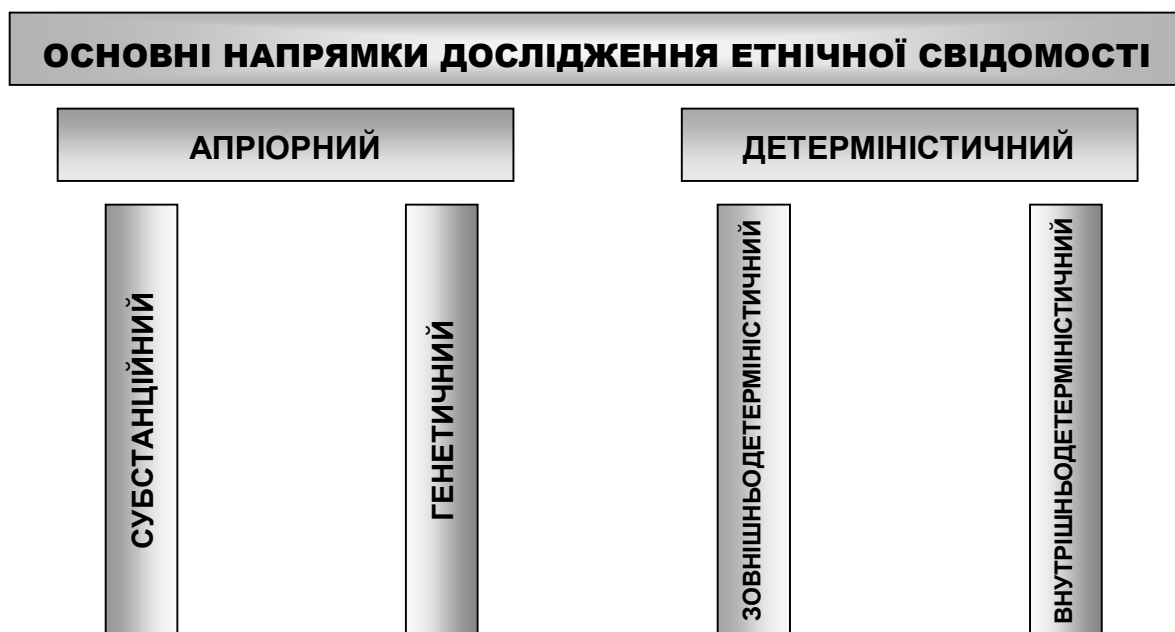 ОСНОВНІ НАПРЯМКИ ДОСЛІДЖЕННЯ ЕТНІЧНОЇ СВІДОМОСТІ
АПРІОРНИЙ
ДЕТЕРМІНІСТИЧНИЙ
СУБСТАНЦІЙНИЙ
ГЕНЕТИЧНИЙ
ЗОВНІШНЬОДЕТЕРМІНІСТИЧНИЙ
ВНУТРІШНЬОДЕТЕРМІНІСТИЧНИЙ